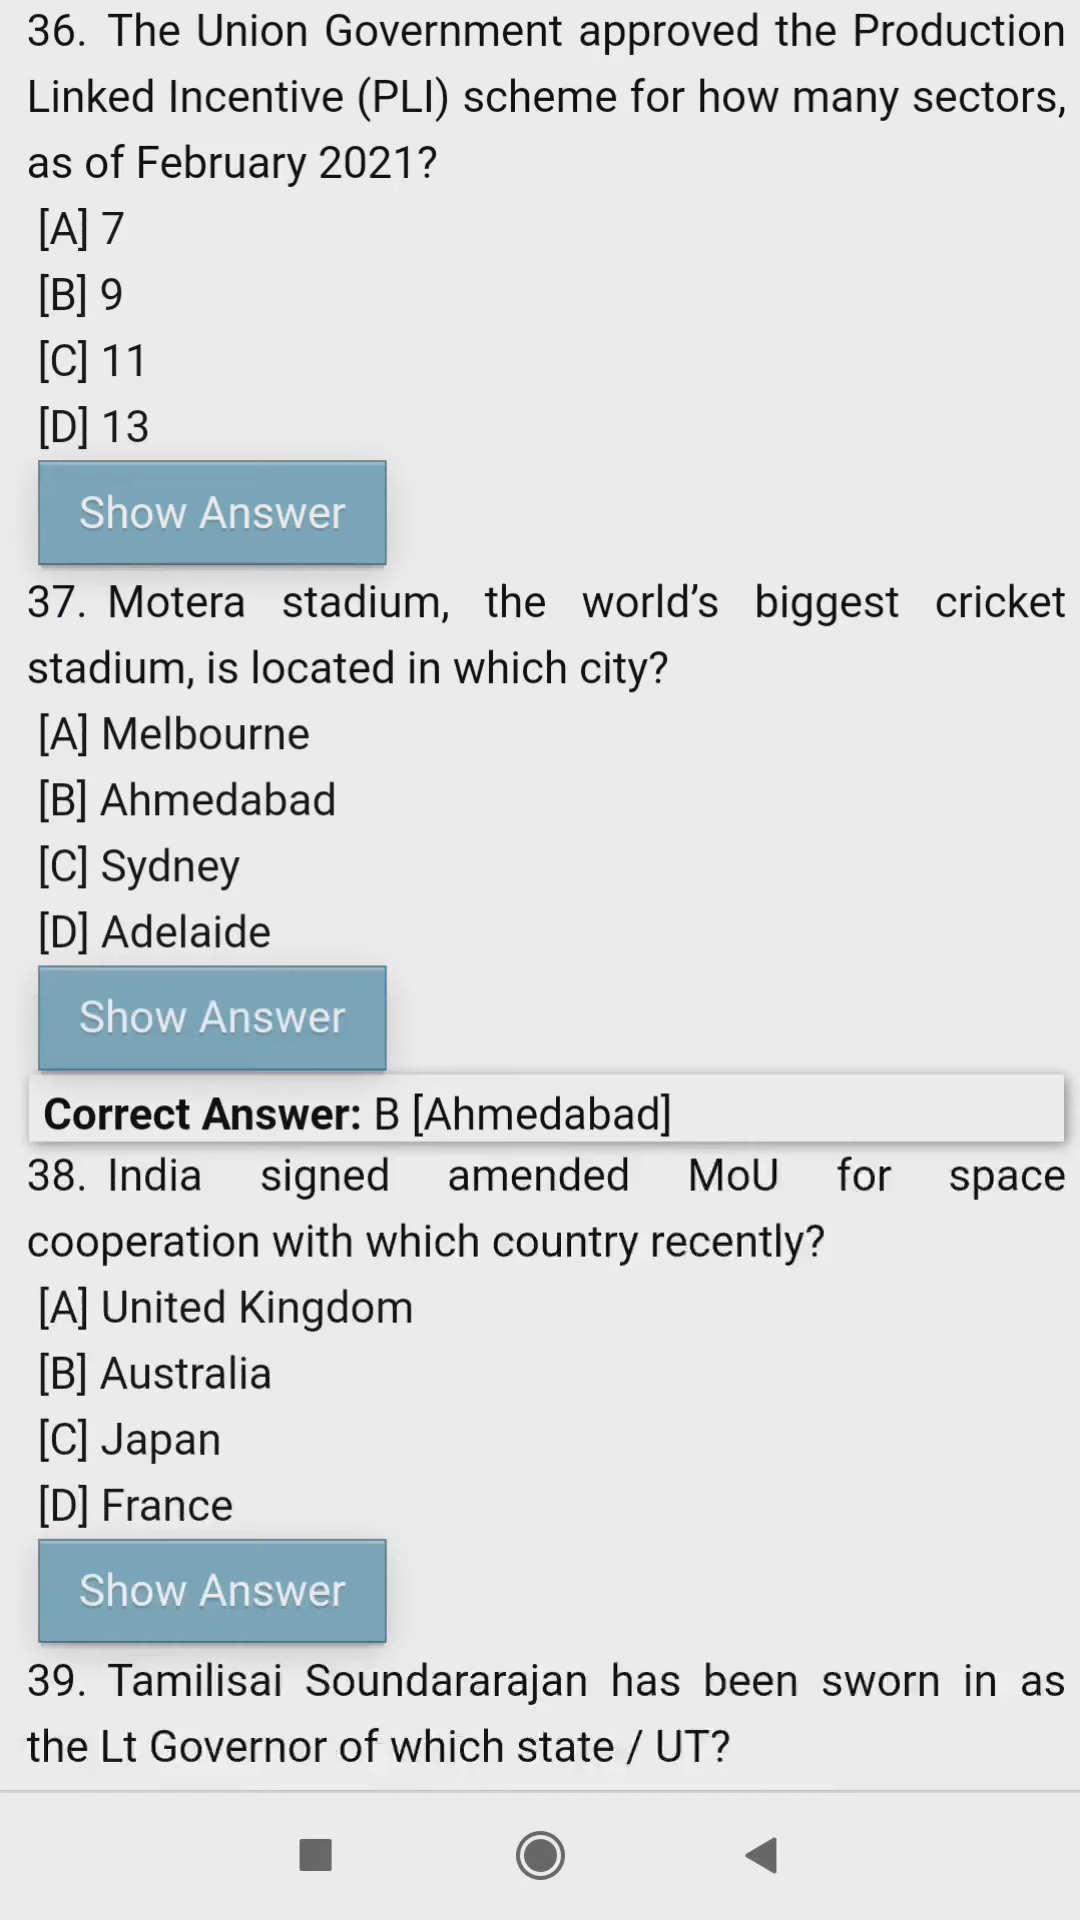 36. The Union Government approved the Production
Linked Incentive (PLI) scheme for how many sectors,
as of February 2021?
[A] 7
[B] 9
[C] 11
[D] 13
Show Answer
37. Motera stadium, the world’s biggest cricket
stadium, is located in which city?
[A] Melbourne
[B] Ahmedabad
[C] Sydney
[D] Adelaide
Show Answer
Correct Answer: B [Ahmedabad]
38. India signed amended MoU for space
cooperation with which country recently?
[A] United Kingdom
[B] Australia
[C] Japan
[D] France
Show Answer
39. Tamilisai Soundararajan has been sworn in as
the Lt Governor of which state / UT?